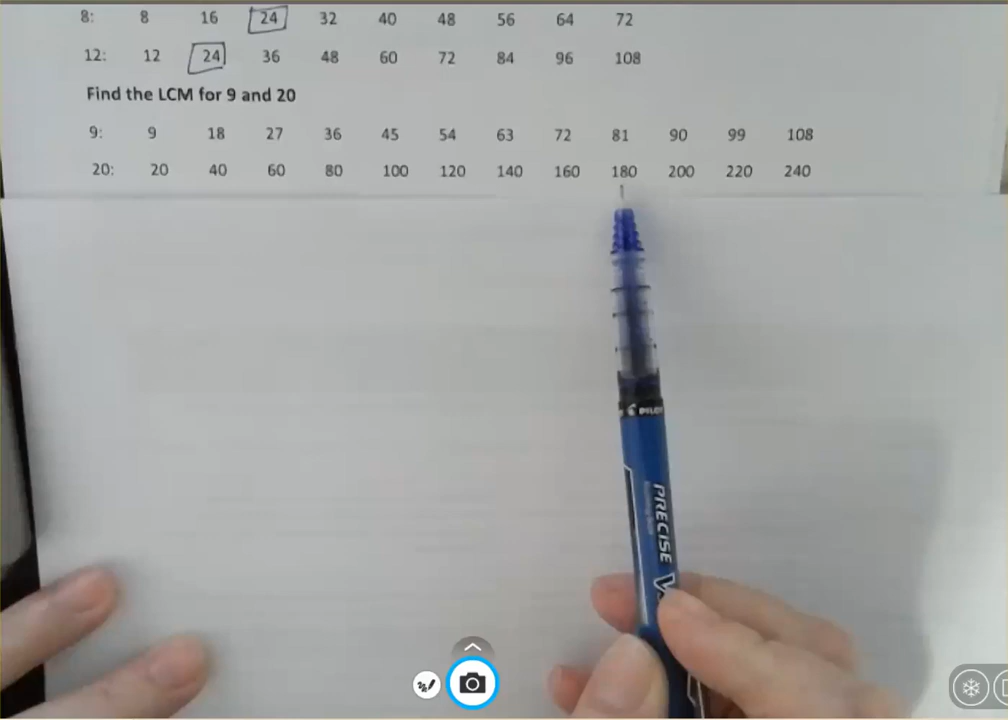 8: 8 16 24 32 40 48 56 64 72
12: 12 24 36 48 60 72 84 96 108
Find the LCM for 9 and 20
9: 9 18 27 36 45 54 63 72 81 90 99 108
20: 20 40 60 80 100 120 140 160 180 200 220 240
PILOT
PRECISE